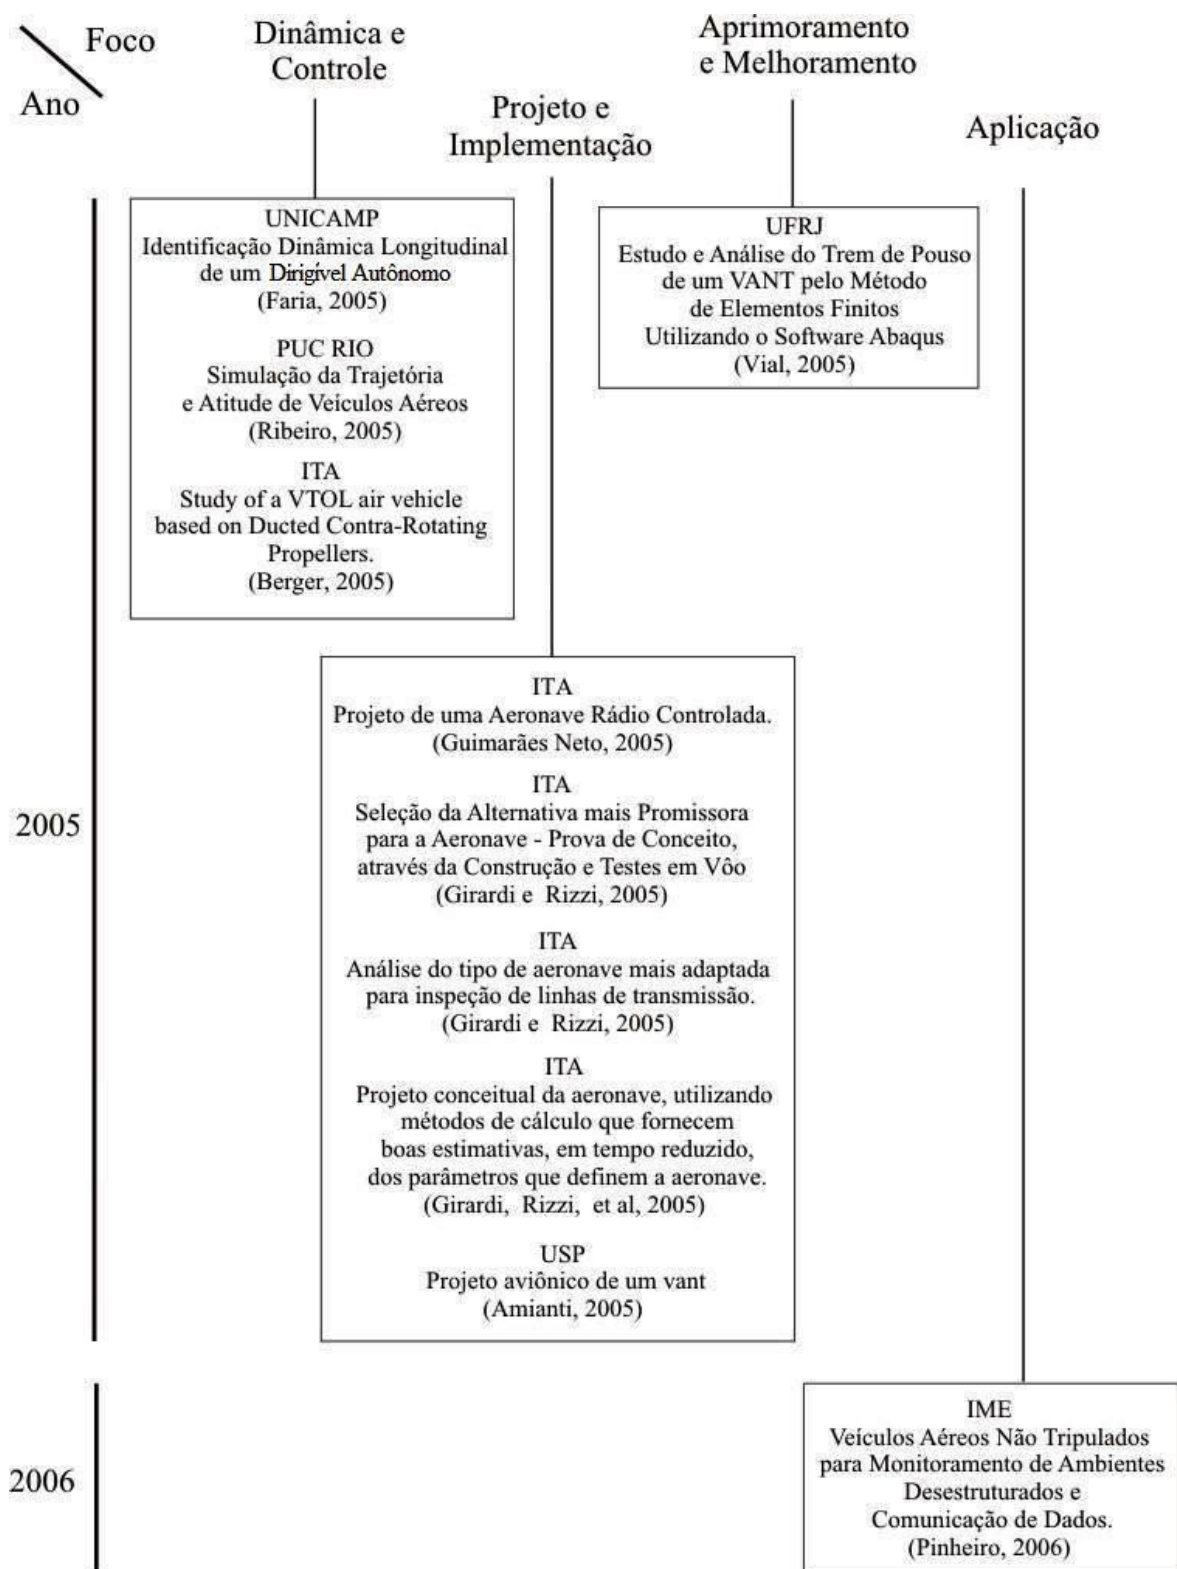 Foco
Ano
Dinâmica e
Controle
Projeto e
Implementação
Aprimoramento
e Melhoramento
Aplicação
2005
UNICAMP
Identificação Dinâmica Longitudinal
de um Dirigível Autônomo
(Faria, 2005)
PUC RIO
Simulação da Trajetória
e Atitude de Veículos Aéreos
(Ribeiro, 2005)
ITA
Study of a VTOL air vehicle
based on Ducted Contra-Rotating
Propellers.
(Berger, 2005)
UFRJ
Estudo e Análise do Trem de Pouso
de um VANT pelo Método
de Elementos Finitos
Utilizando o Software Abaqus
(Vial, 2005)
ITA
Projeto de uma Aeronave Rádio Controlada.
(Guimarães Neto, 2005)
ITA
Seleção da Alternativa mais Promissora
para a Aeronave - Prova de Conceito,
através da Construção e Testes em Vôo
(Girardi e Rizzi, 2005)
ITA
Análise do tipo de aeronave mais adaptada
para inspeção de linhas de transmissão.
(Girardi e Rizzi, 2005)
ITA
Projeto conceitual da aeronave, utilizando
métodos de cálculo que fornecem
boas estimativas, em tempo reduzido,
dos parâmetros que definem a aeronave.
(Girardi, Rizzi, et al, 2005)
USP
Projeto aviônico de um vant
(Amianti, 2005)
2006
IME
Veículos Aéreos Não Tripulados
para Monitoramento de Ambientes
Desestruturados e
Comunicação de Dados.
(Pinheiro, 2006)